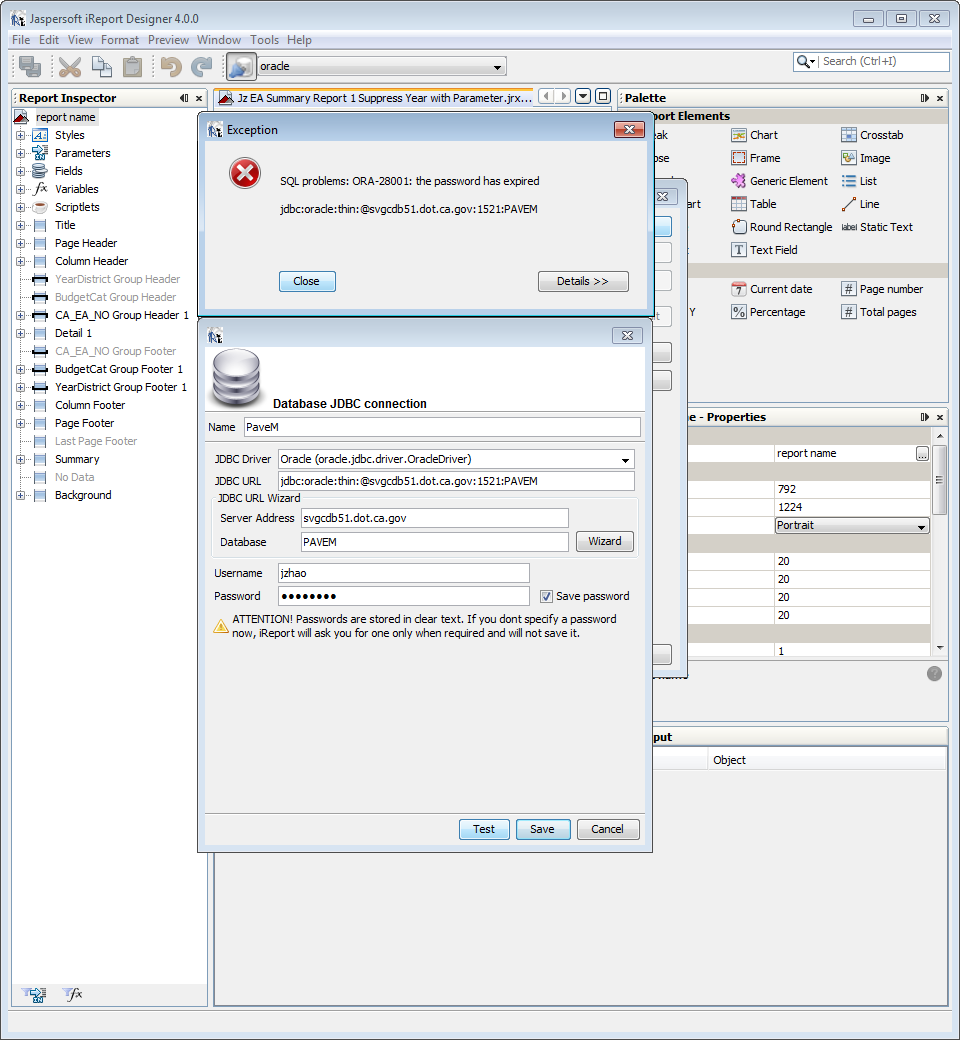 Jaspersoft iReport Designer 4.0.0
File Edit View Format Preview Window Tools Help
oracle
Search (Ctrl+I)
Report Inspector
report name
Styles
Parameters
Fields
Variables
Scriptlets
Title
Page Header
Column Header
YearDistrict Group Header
BudgetCat Group Header
CA_EA_NO Group Header 1
Detail 1
CA_EA_NO Group Footer
BudgetCat Group Footer 1
YearDistrict Group Footer 1
Column Footer
Page Footer
Last Page Footer
Summary
No Data
Background
Jz EA Summary Report 1 Suppress Year with Parameter.jrx...
Exception
SQL problems: ORA-28001: the password has expired
jdbc:oracle:thin:@svgcdb51.dot.ca.gov:1521:PAVEM
Close
Details >>
Database JDBC connection
Name PaveM
JDBC Driver Oracle (oracle.jdbc.driver.OracleDriver)
JDBC URL jdbc:oracle:thin:@svgcdb51.dot.ca.gov:1521:PAVEM
JDBC URL Wizard
Server Address svgcdb51.dot.ca.gov
Database PAVEM
Wizard
Username jzhao
Password ●●●●●●●●
Save password
ATTENTION! Passwords are stored in clear text. If you dont specify a password
now, iReport will ask you for one only when required and will not save it.
Test Save Cancel
Palette
port Elements
eak Chart Crosstab
Frame Image
Generic Element List
art Table Line
Round Rectangle label Static Text
T Text Field
7 Current date # Page number
Y % Percentage # Total pages
e - Properties
report name
...
792
1224
Portrait
20
20
20
20
1
put
Object
fx